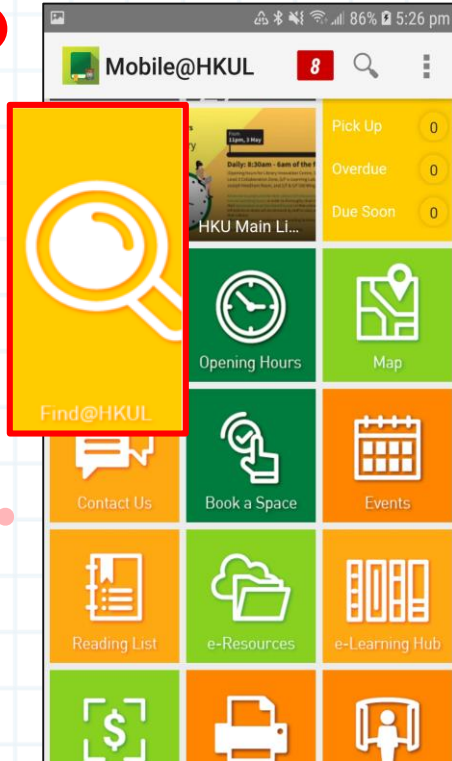 86% 5:26 pm
Mobile@HKUL
8
From
11pm, 3 May
Daily: 8:30am - 6am of the f
HKU Main Li...
Pick Up 0
Overdue 0
Due Soon 0
Find@HKUL
Opening Hours
Map
Contact Us
Book a Space
Events
Reading List
e-Resources
e-Learning Hub